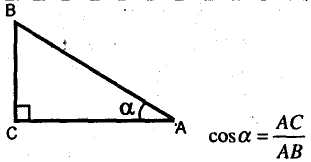 B
α
C
A
cosα = AC/AB